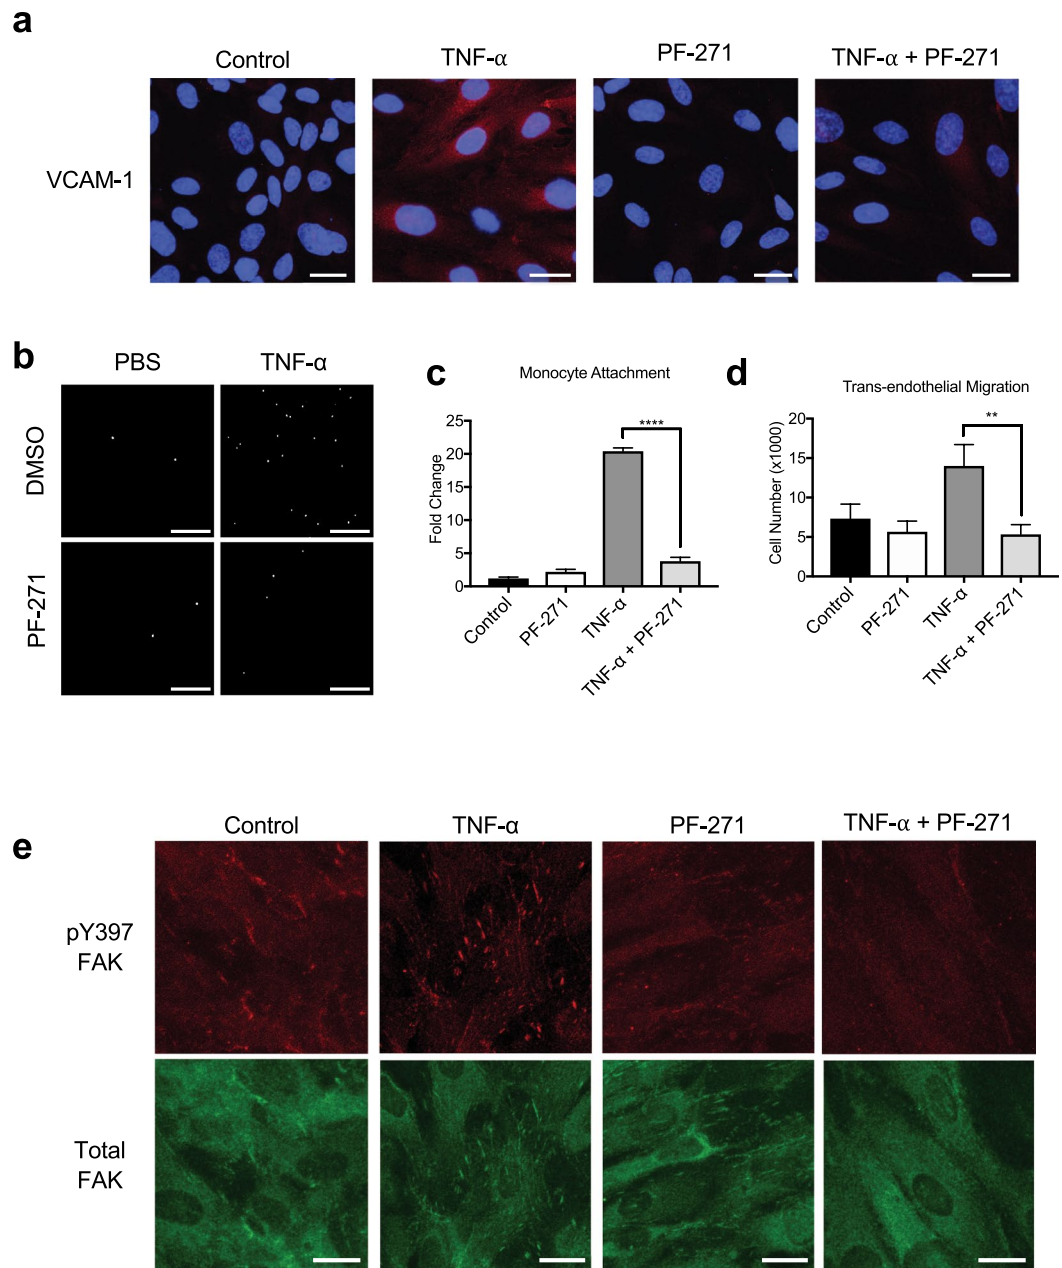 a
Control
TNF-α
PF-271
TNF-α + PF-271
VCAM-1
b
PBS
TNF-α
DMSO
PF-271
c
Monocyte Attachment
Fold Change
25
20
15
10
5
0
****
Control
PF-271
TNF-α
TNF-α + PF-271
d
Trans-endothelial Migration
Cell Number (x1000)
20
15
10
5
0
**
Control
PF-271
TNF-α
TNF-α + PF-271
e
Control
TNF-α
PF-271
TNF-α + PF-271
pY397
FAK
Total
FAK